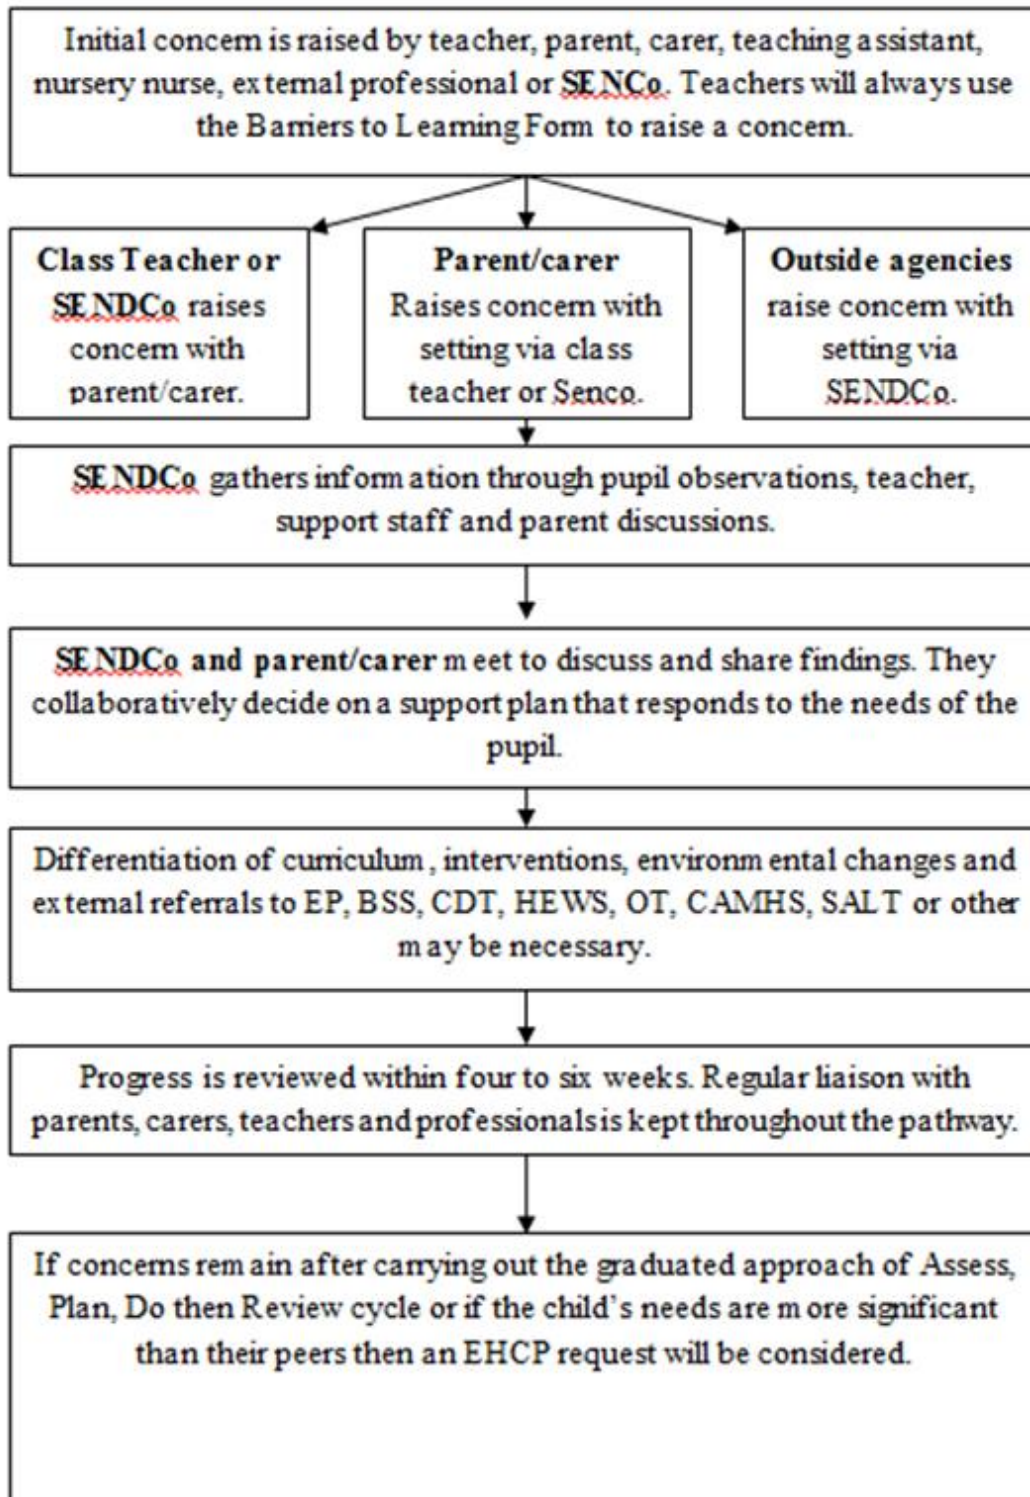 Initial concern is raised by teacher, parent, carer, teaching assistant,
nursery nurse, external professional or SENCo. Teachers will always use
the Barriers to Learning Form to raise a concern.
Class Teacher or
SENDCo raises
concern with
parent/carer.
Parent/carer
Raises concern with
setting via class
teacher or Senco.
Outside agencies
raise concern with
setting via
SENDCo.
SENDCo gathers information through pupil observations, teacher,
support staff and parent discussions.
SENDCo and parent/carer meet to discuss and share findings. They
collaboratively decide on a support plan that responds to the needs of the
pupil.
Differentiation of curriculum, interventions, environmental changes and
external referrals to EP, BSS, CDT, HEWS, OT, CAMHS, SALT or other
may be necessary.
Progress is reviewed within four to six weeks. Regular liaison with
parents, carers, teachers and professionals is kept throughout the pathway.
If concerns remain after carrying out the graduated approach of Assess,
Plan, Do then Review cycle or if the child's needs are more significant
than their peers then an EHCP request will be considered.